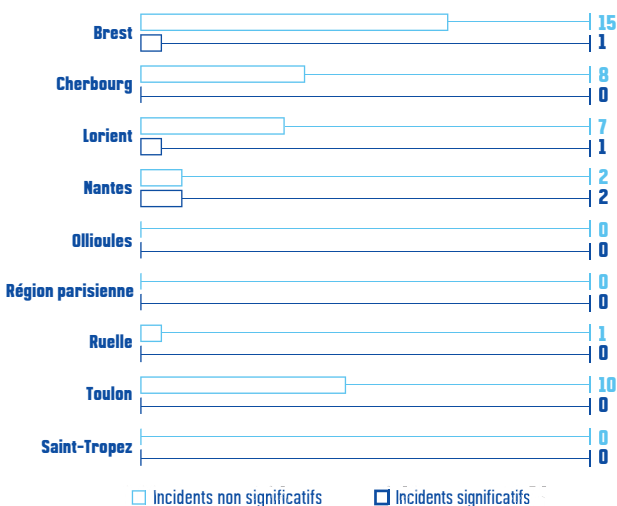 Brest 15
1
Cherbourg 8
0
Lorient 7
1
Nantes 2
2
Ollioules 0
0
Région parisienne 0
0
Ruelle 1
0
Toulon 10
0
Saint-Tropez 0
0
Incidents non significatifs Incidents significatifs